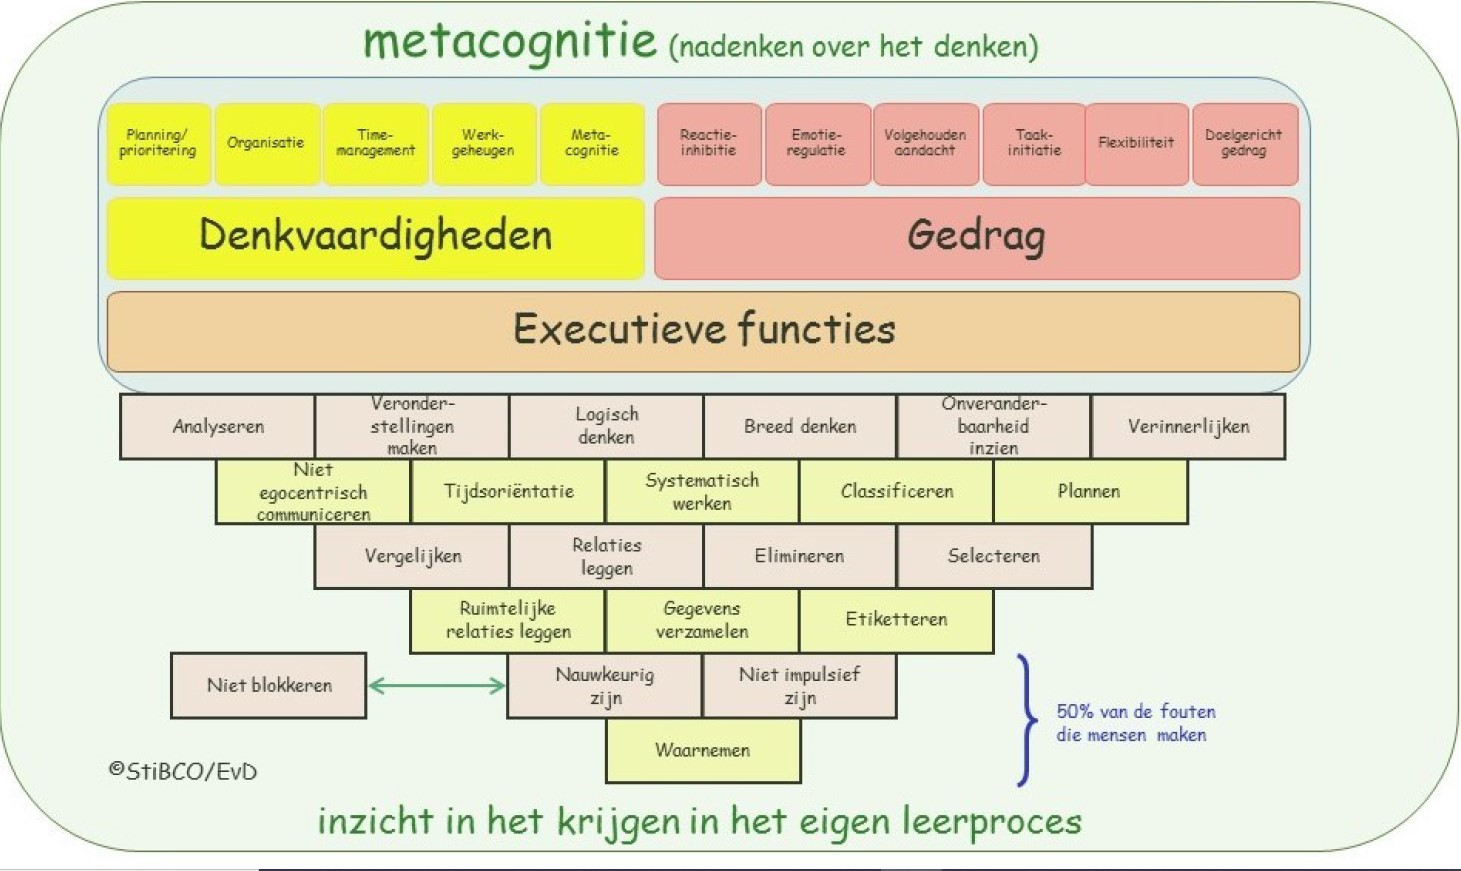 metacognitie (nadenken over het denken)
Planning/
prioritering
Organisatie
Time-
management
Werk-
geheugen
Meta-
cognitie
Reactie-
inhibitie
Emotie-
regulatie
Volgehouden
aandacht
Taak-
initiatie
Flexibiliteit
Doelgericht
gedrag
Denkvaardigheden
Gedrag
Executieve functies
Analyseren
Veronder-
stellingen
maken
Logisch
denken
Breed denken
Onverander-
baarheid
inzien
Verinnerlijken
Niet
egocentrisch
communiceren
Tijdsoriëntatie
Systematisch
werken
Classificeren
Plannen
Vergelijken
Relaties
leggen
Elimineren
Selecteren
Ruimtelijke
relaties leggen
Gegevens
verzamelen
Etiketteren
Niet blokkeren
Nauwkeurig
zijn
Niet impulsief
zijn
50% van de fouten
die mensen maken
Waarnemen
©StiBCO/EvD
inzicht in het krijgen in het eigen leerproces